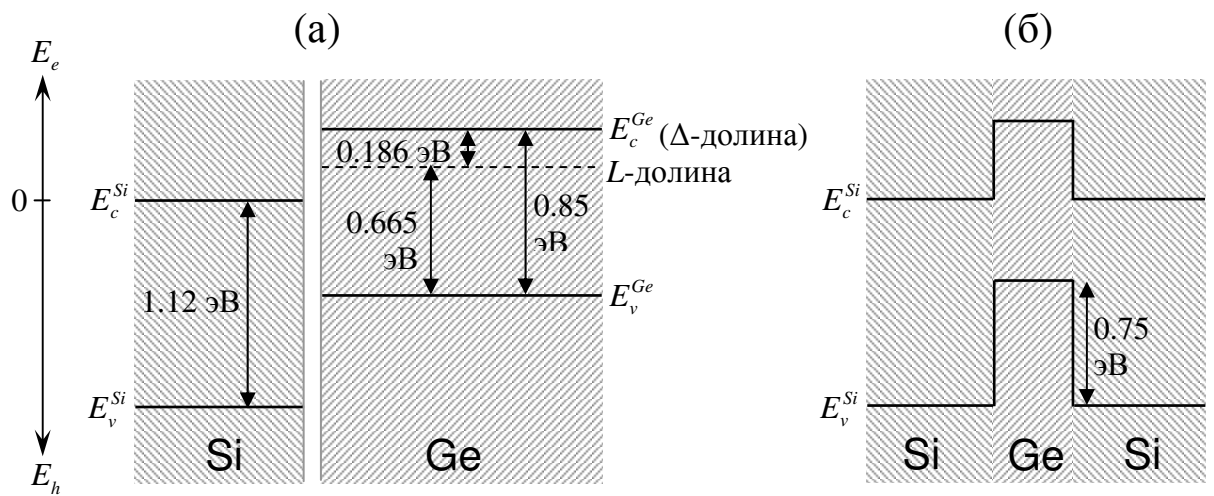 (а)
(б)
E_e
E_c^{Ge} (Δ-долина)
0.186 эВ
L-долина
0
E_c^{Si}
E_c^{Si}
0.665
эВ
0.85
эВ
1.12 эВ
E_v^{Ge}
0.75
эВ
E_v^{Si}
E_v^{Si}
Si
Ge
Si
Ge
Si
E_h